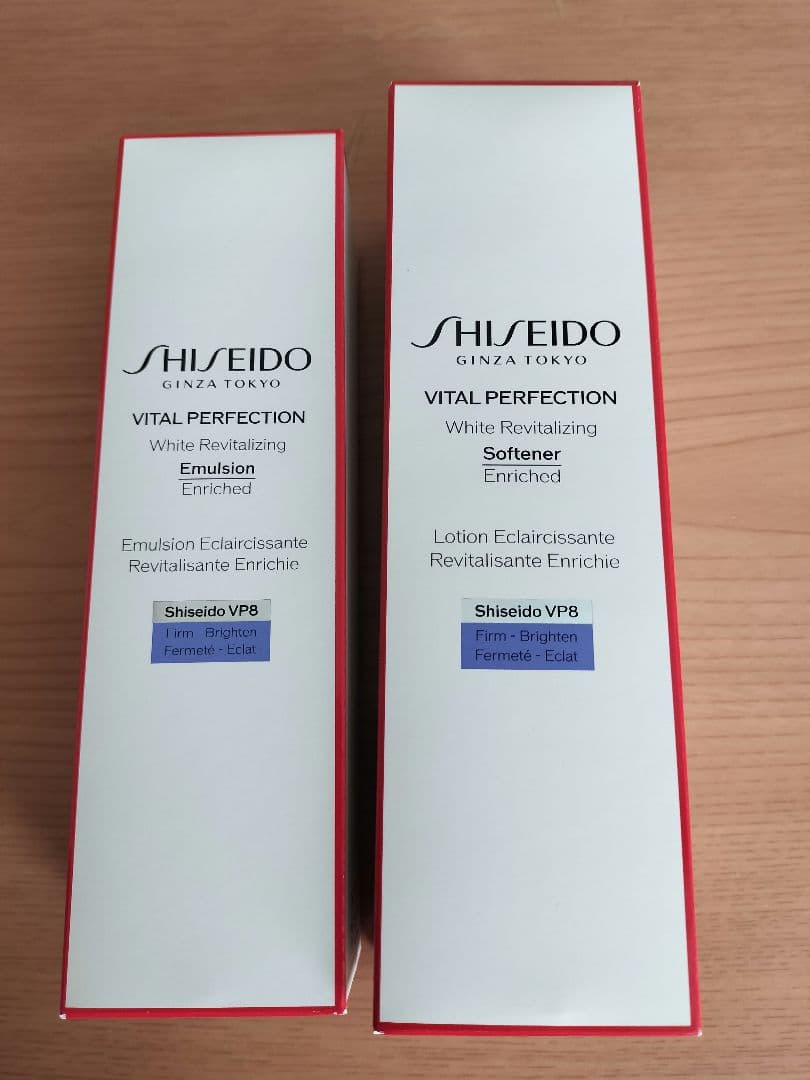 SHISEIDO
GINZA TOKYO
VITAL PERFECTION
White Revitalizing
Emulsion
Enriched
Emulsion Eclaircissante
Revitalisante Enrichie
Shiseido VP8
Firm - Brighten
Fermeté - Eclat
SHISEIDO
GINZA TOKYO
VITAL PERFECTION
White Revitalizing
Softener
Enriched
Lotion Eclaircissante
Revitalisante Enrichie
Shiseido VP8
Firm - Brighten
Fermeté - Eclat